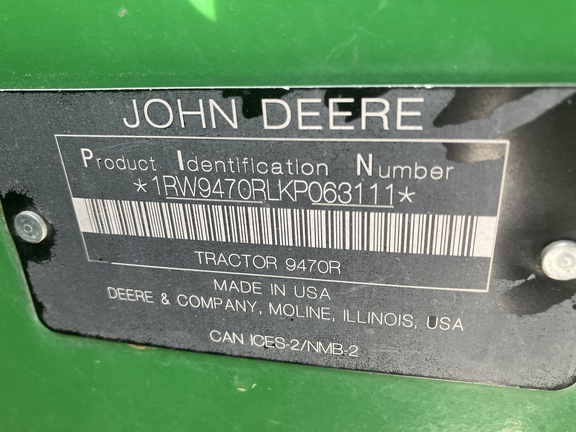 JOHN DEERE
Product Identification Number
*1RW9470RLKP063111*
TRACTOR 9470R
MADE IN USA
DEERE & COMPANY, MOLINE, ILLINOIS, USA
CAN ICES-2/NMB-2